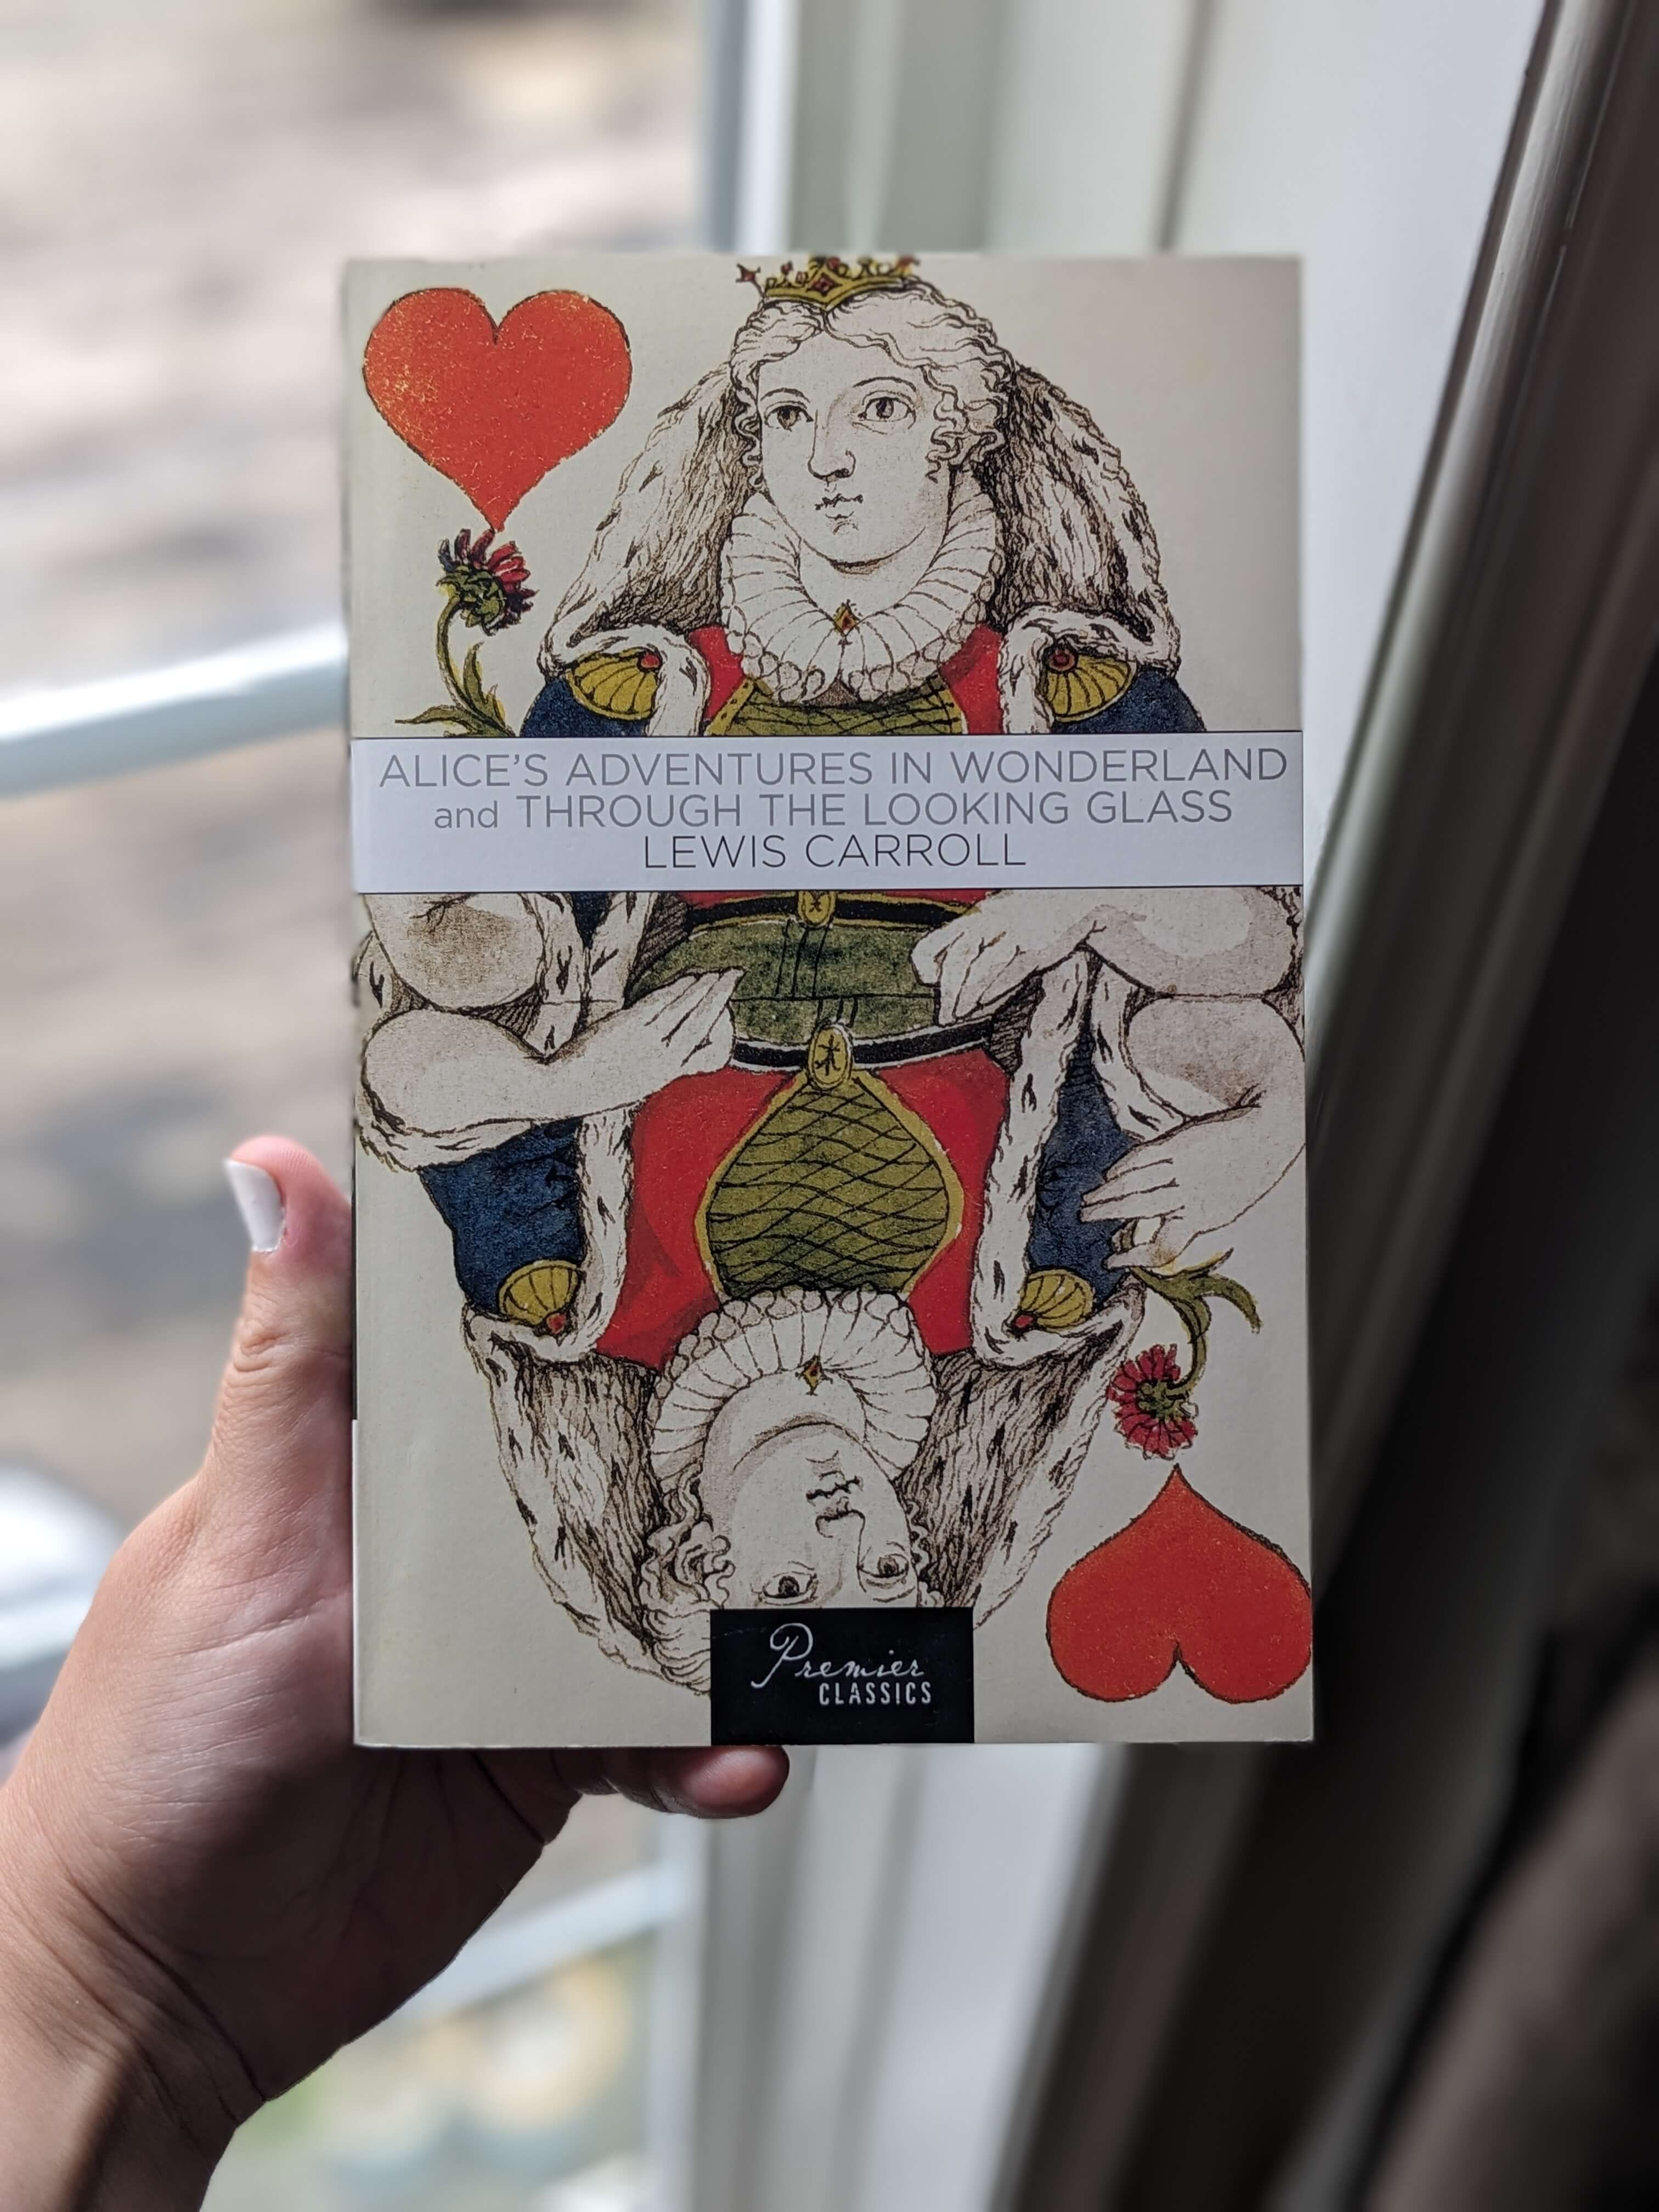 ALICE'S ADVENTURES IN WONDERLAND
and THROUGH THE LOOKING GLASS
LEWIS CARROLL
Premier
CLASSICS